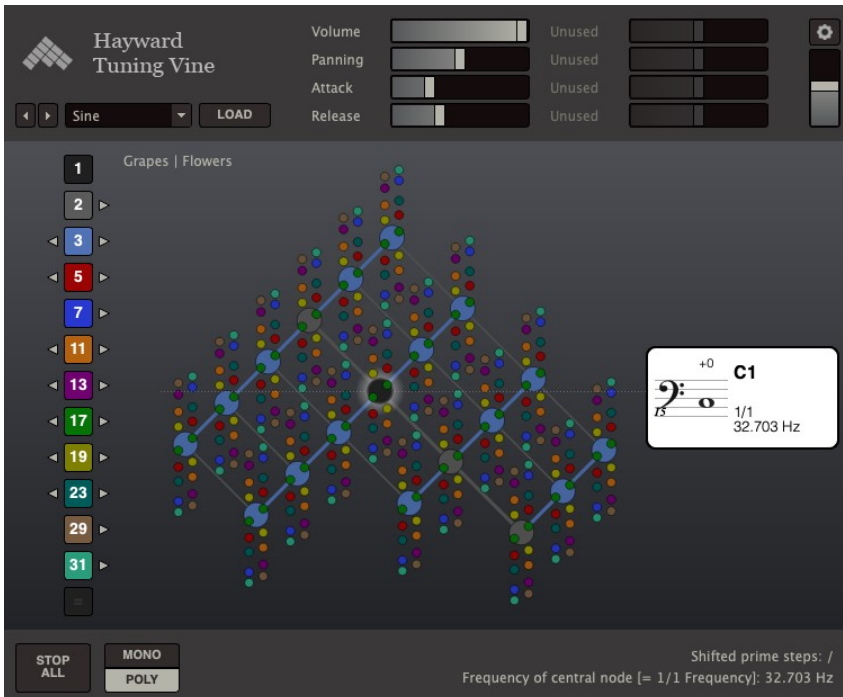 Hayward
Tuning Vine
Volume
Unused
Panning
Unused
Attack
Unused
Release
Unused
Sine
LOAD
Grapes | Flowers
1
2
3
5
7
11
13
17
19
23
29
31
=
+0
C1
15
1/1
32.703 Hz
STOP
ALL
MONO
POLY
Shifted prime steps: /
Frequency of central node [= 1/1 Frequency]: 32.703 Hz